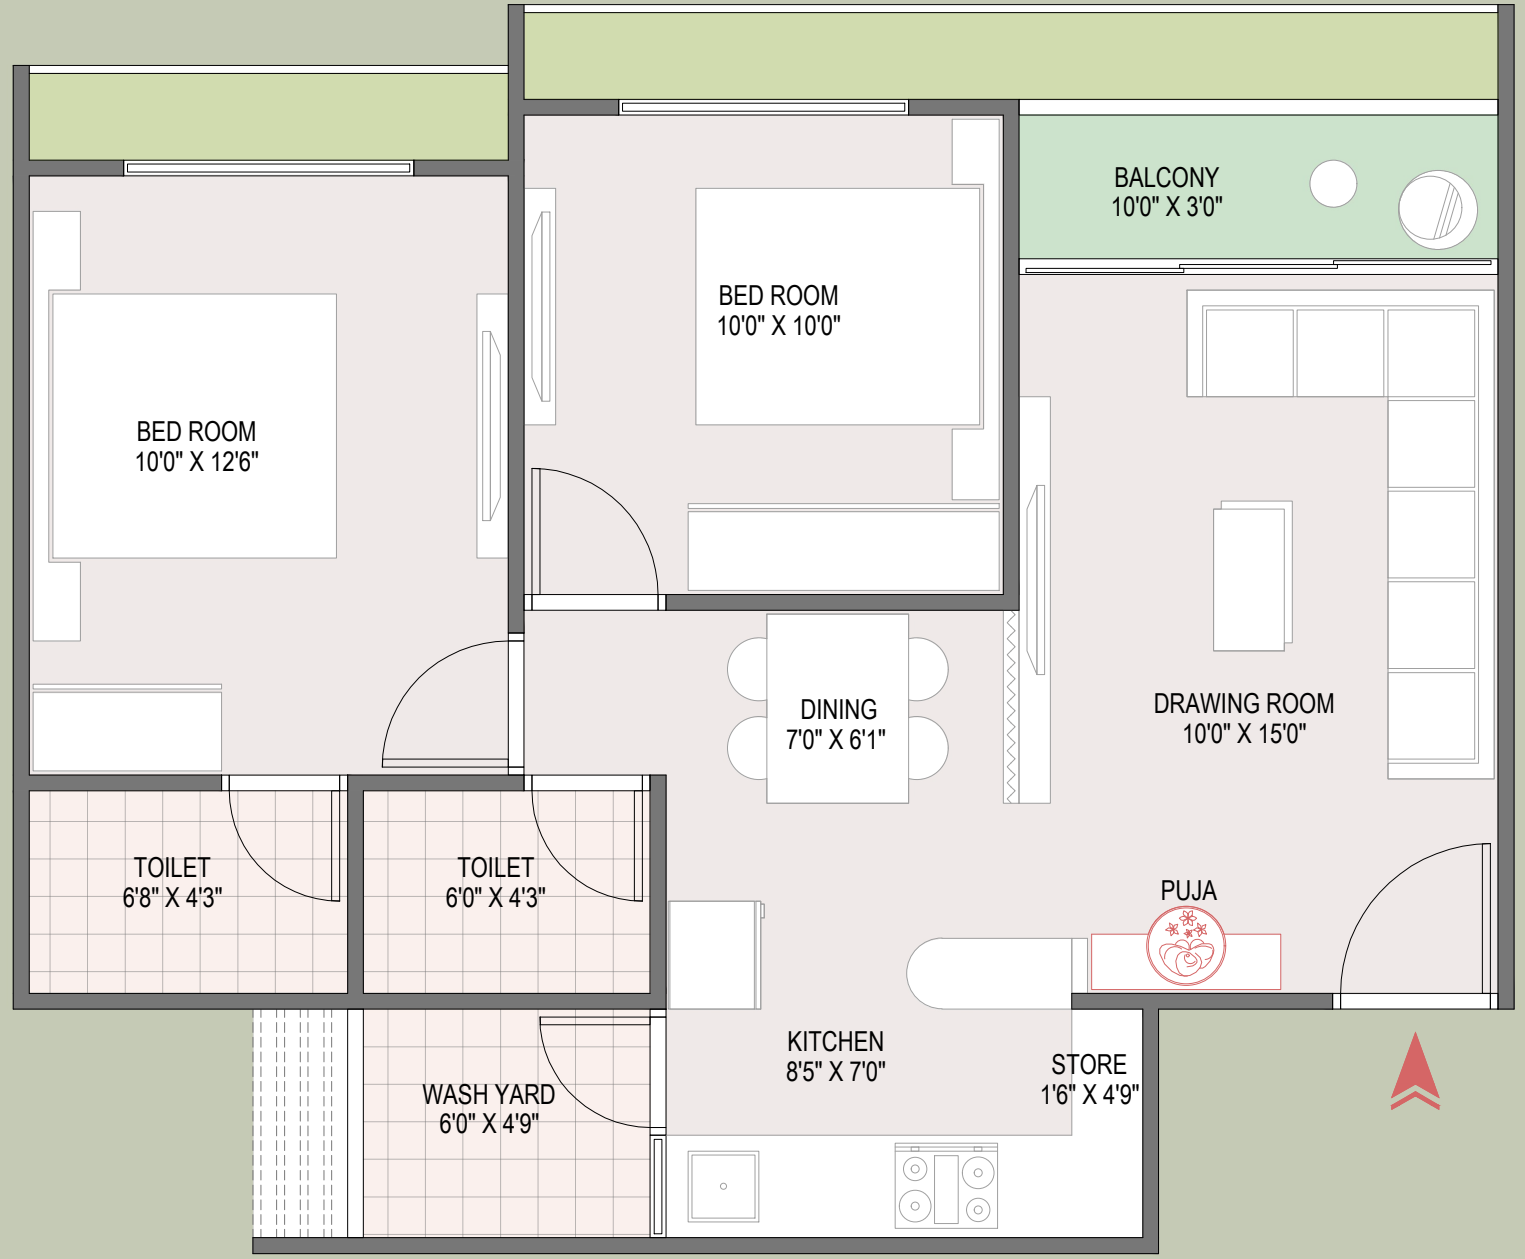 BALCONY
10'0" X 3'0"
BED ROOM
10'0" X 10'0"
BED ROOM
10'0" X 12'6"
DINING
7'0" X 6'1"
DRAWING ROOM
10'0" X 15'0"
TOILET
6'8" X 4'3"
TOILET
6'0" X 4'3"
PUJA
KITCHEN
8'5" X 7'0"
STORE
1'6" X 4'9"
WASH YARD
6'0" X 4'9"